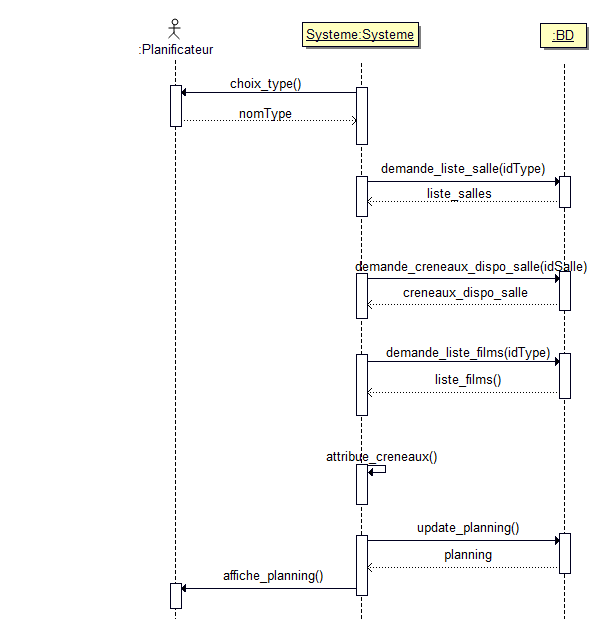 :Planificateur
Systeme:Systeme
:BD
choix_type()
nomType
demande_liste_salle(idType)
liste_salles
demande_creneaux_dispo_salle(idSalle)
creneaux_dispo_salle
demande_liste_films(idType)
liste_films()
attribue_creneaux()
update_planning()
planning
affiche_planning()